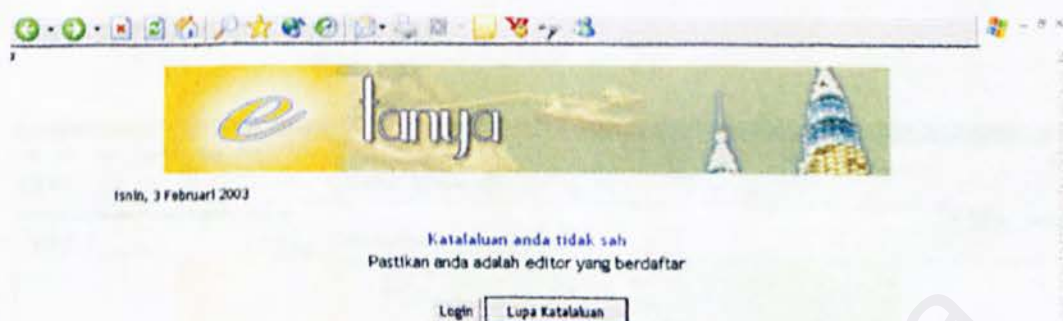 e tanya
Isnin, 3 Februari 2003
Katalaluan anda tidak sah
Pastikan anda adalah editor yang berdaftar
Login Lupa Katalaluan